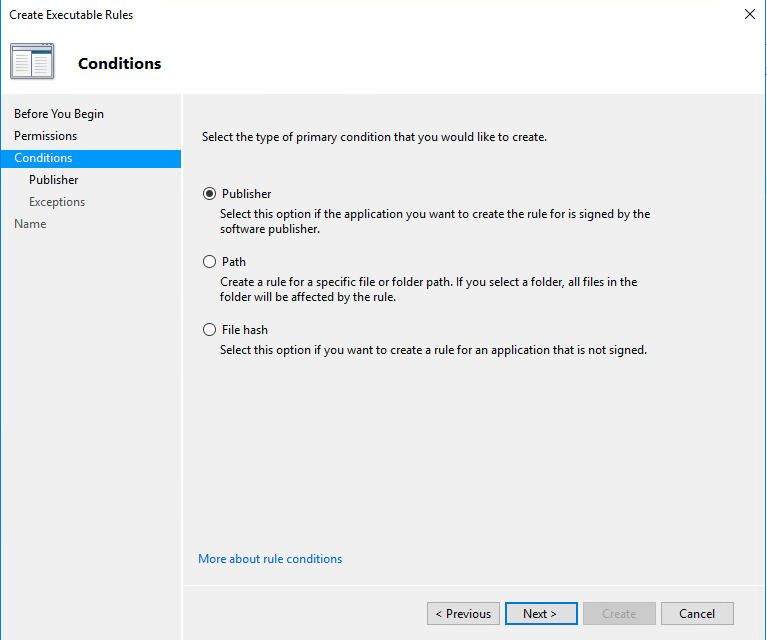 Create Executable Rules
Conditions
Before You Begin
Permissions
Conditions
Publisher
Exceptions
Name
Select the type of primary condition that you would like to create.
Publisher
Select this option if the application you want to create the rule for is signed by the
software publisher.
Path
Create a rule for a specific file or folder path. If you select a folder, all files in the
folder will be affected by the rule.
File hash
Select this option if you want to create a rule for an application that is not signed.
More about rule conditions
< Previous
Next >
Create
Cancel